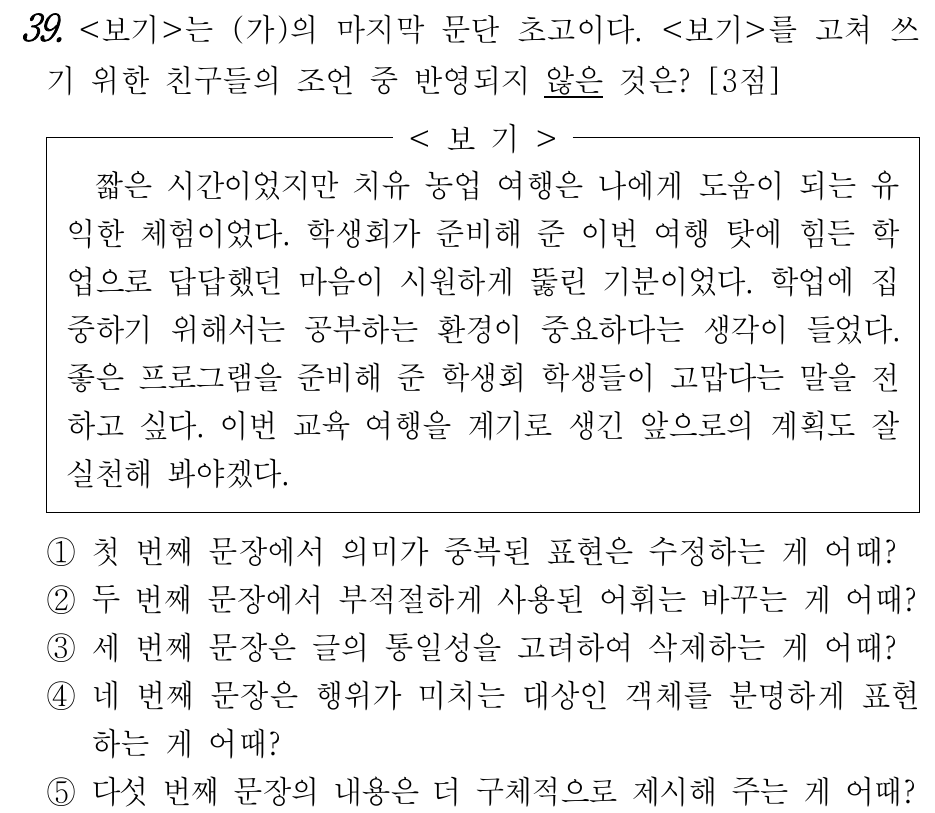 39. <보기>는 (가)의 마지막 문단 초고이다. <보기>를 고쳐 쓰
기 위한 친구들의 조언 중 반영되지 않은 것은? [3점]
< 보 기 >
짧은 시간이었지만 치유 농업 여행은 나에게 도움이 되는 유
익한 체험이었다. 학생회가 준비해 준 이번 여행 탓에 힘든 학
업으로 답답했던 마음이 시원하게 뚫린 기분이었다. 학업에 집
중하기 위해서는 공부하는 환경이 중요하다는 생각이 들었다.
좋은 프로그램을 준비해 준 학생회 학생들이 고맙다는 말을 전
하고 싶다. 이번 교육 여행을 계기로 생긴 앞으로의 계획도 잘
실천해 봐야겠다.
① 첫 번째 문장에서 의미가 중복된 표현은 수정하는 게 어때?
② 두 번째 문장에서 부적절하게 사용된 어휘는 바꾸는 게 어때?
③ 세 번째 문장은 글의 통일성을 고려하여 삭제하는 게 어때?
④ 네 번째 문장은 행위가 미치는 대상인 객체를 분명하게 표현
하는 게 어때?
⑤ 다섯 번째 문장의 내용은 더 구체적으로 제시해 주는 게 어때?